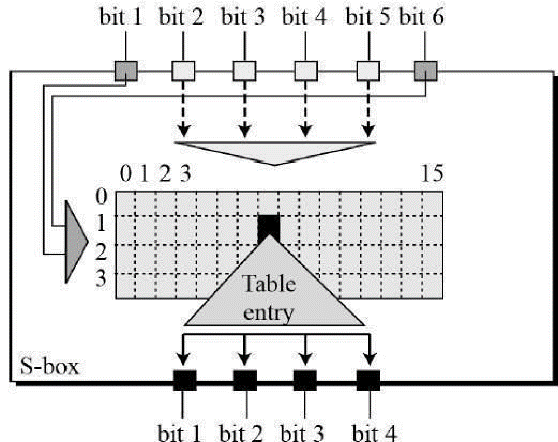 bit 1 bit 2 bit 3 bit 4 bit 5 bit 6
0 1 2 3 15
0
1
2
3
Table
entry
S-box
bit 1 bit 2 bit 3 bit 4